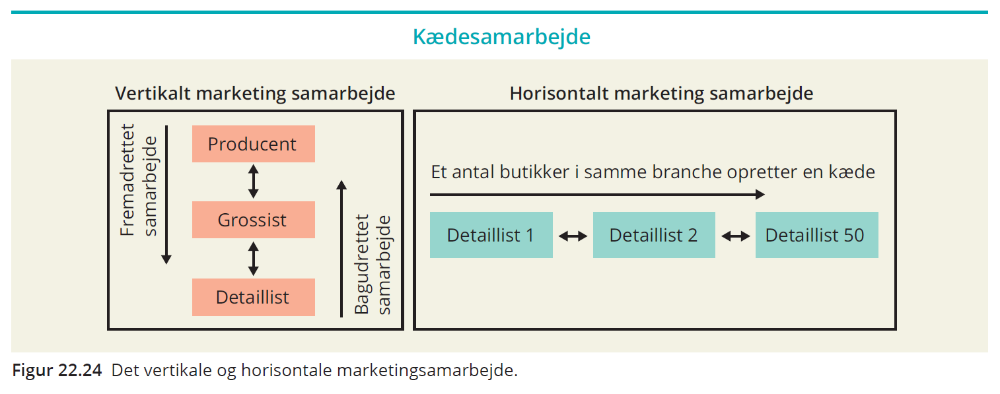 Kædesamarbejde
Vertikalt marketing samarbejde
Fremadrettet
samarbejde
Producent
Grossist
Detaillist
Bagudrettet
samarbejde
Horisontalt marketing samarbejde
Et antal butikker i samme branche opretter en kæde
Detaillist 1
Detaillist 2
Detaillist 50
Figur 22.24 Det vertikale og horisontale marketingsamarbejde.